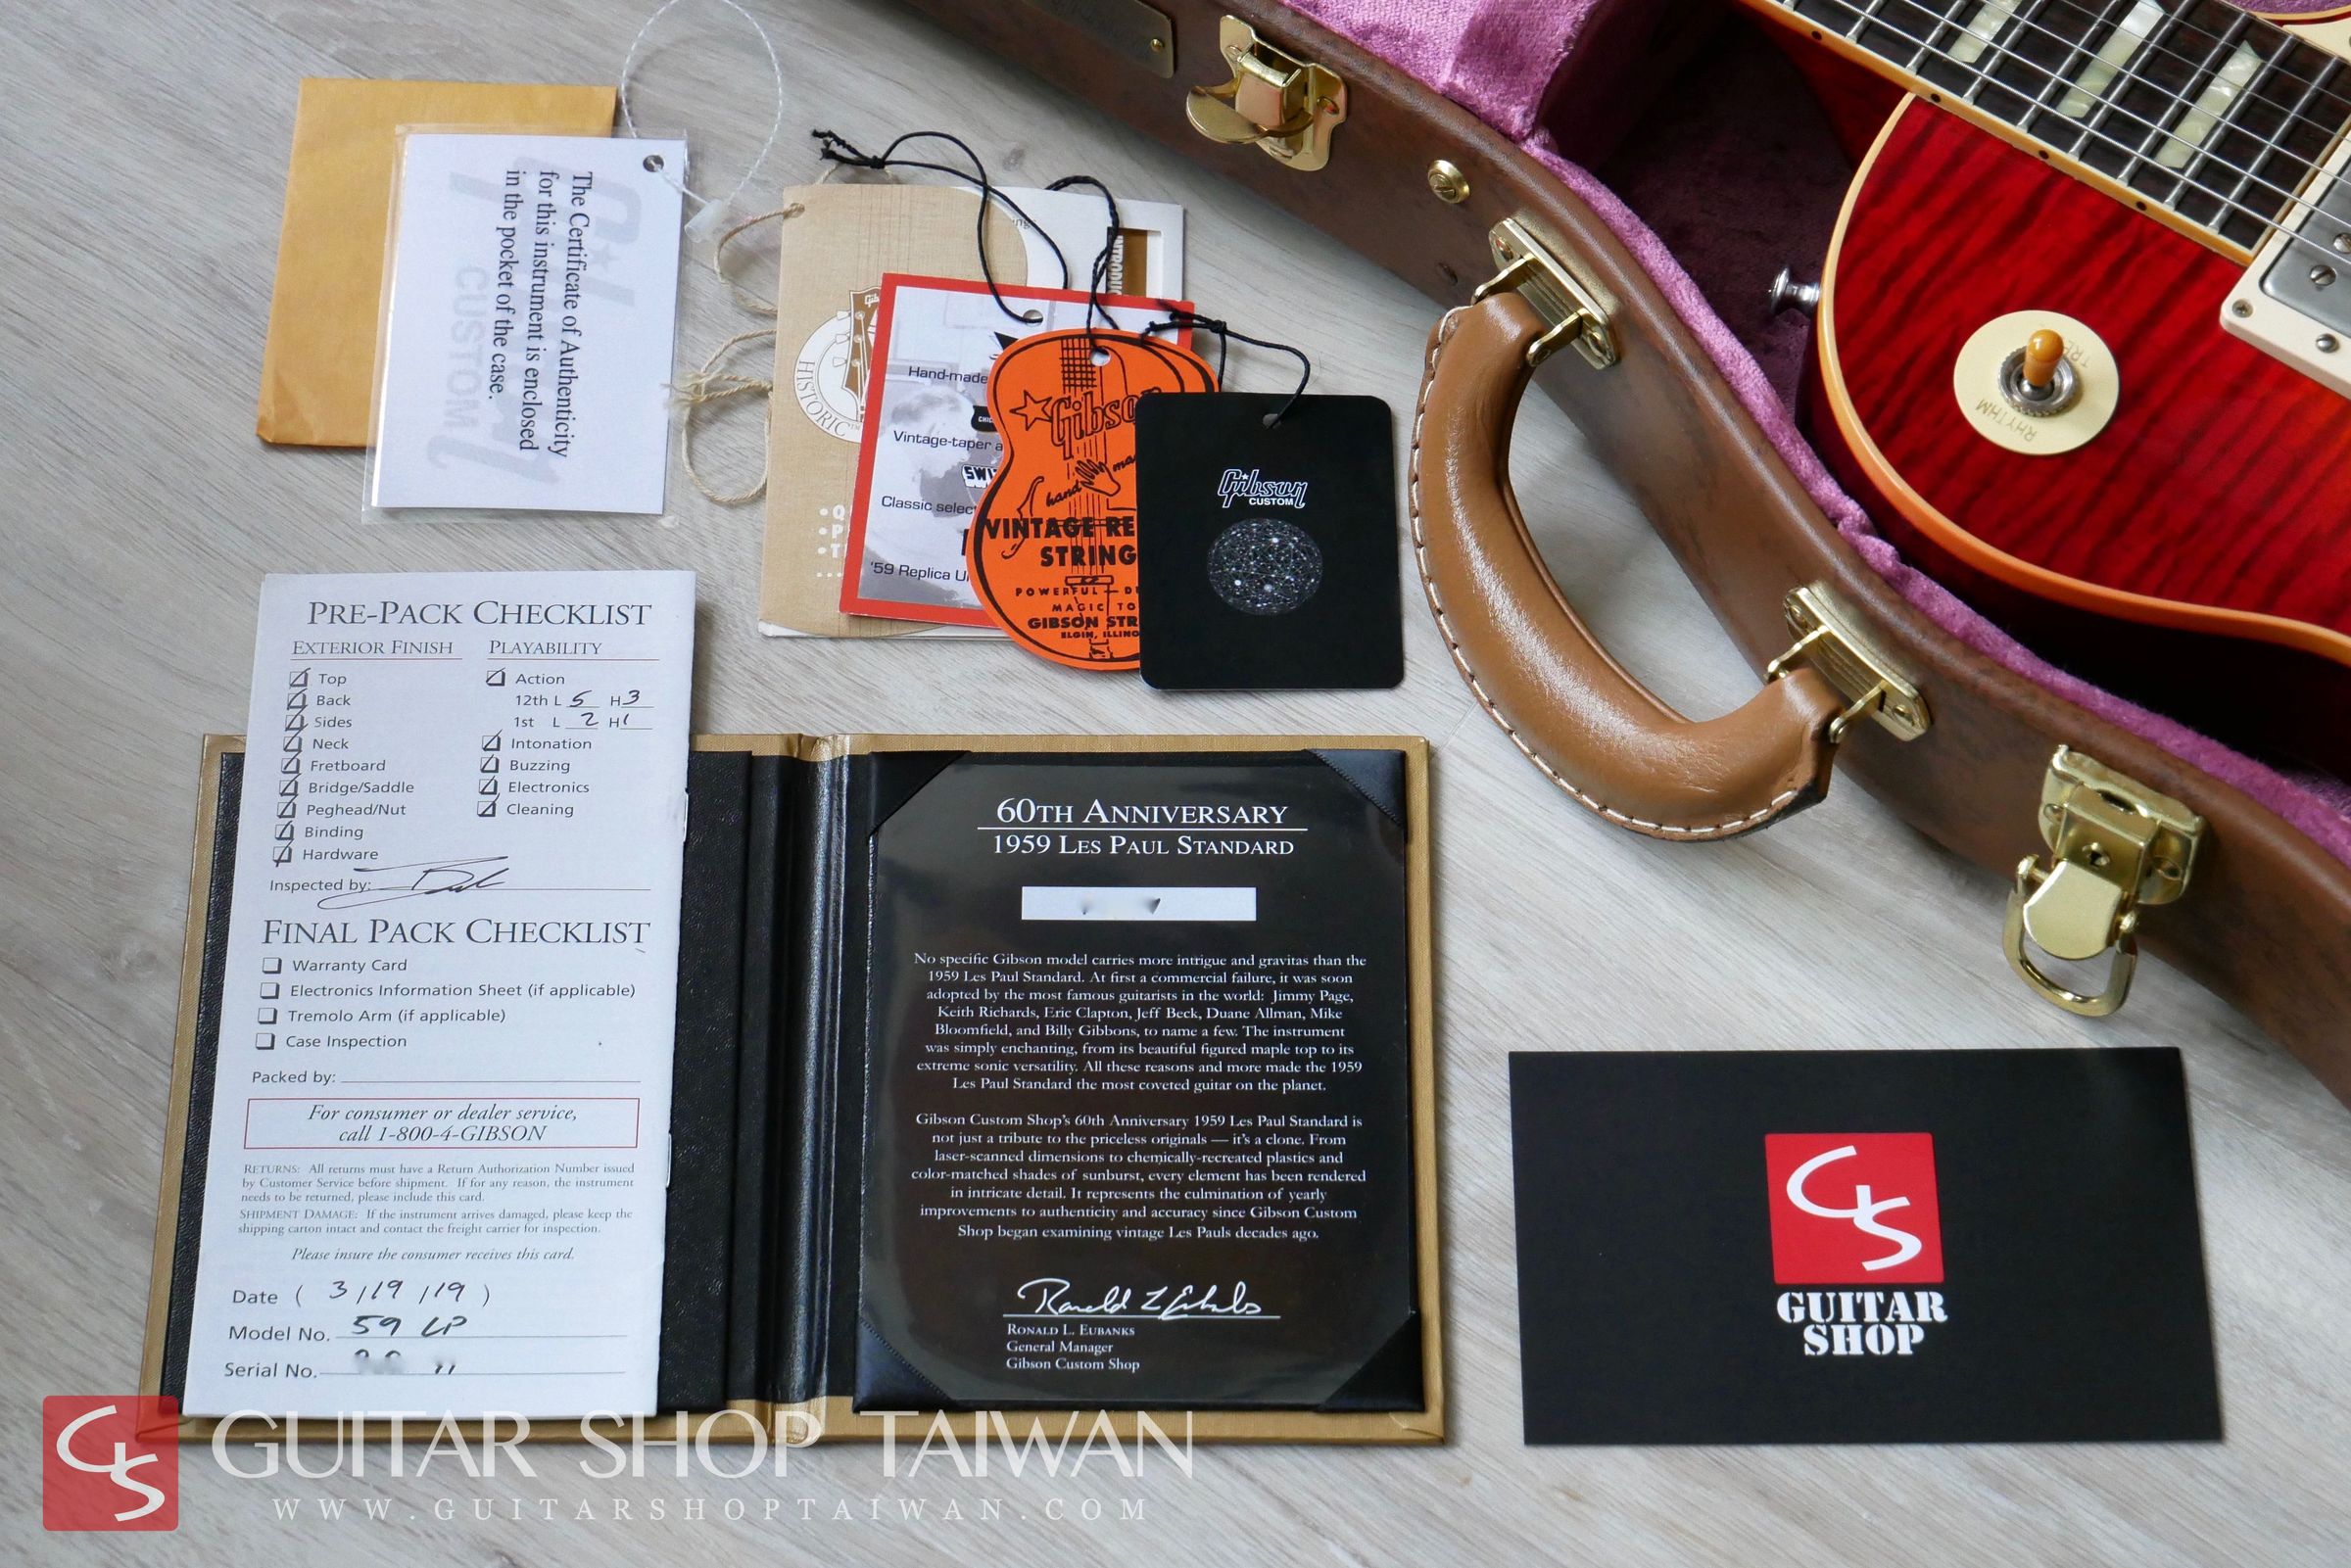 The Certificate of Authenticity
for this instrument is enclosed
in the pocket of the case.
CUSTOM
HISTORIC
Hand-made
Vintage-taper
Classic
'59 Replica
Gibson
hand
VINTAGE RE
STRING
POWERFUL
MAGIC TO
GIBSON STR
ELGIN, ILLINO
Gibson
CUSTOM
RHYTHM
TRE
PRE-PACK CHECKLIST
EXTERIOR FINISH
Top
Back
Sides
Neck
Fretboard
Bridge/Saddle
Peghead/Nut
Binding
Hardware
PLAYABILITY
Action
12th L 5 H 3
1st L 2 H 1
Intonation
Buzzing
Electronics
Cleaning
Inspected by:
FINAL PACK CHECKLIST
Warranty Card
Electronics Information Sheet (if applicable)
Tremolo Arm (if applicable)
Case Inspection
Packed by:
For consumer or dealer service,
call 1-800-4-GIBSON
RETURNS: All returns must have a Return Authorization Number issued
by Customer Service before shipment. If for any reason, the instrument
needs to be returned, please include this card.
SHIPMENT DAMAGE: If the instrument arrives damaged, please keep the
shipping carton intact and contact the freight carrier for inspection.
Please insure the consumer receives this card.
Date ( 3/19/19 )
Model No. 59 LP
Serial No.
60TH ANNIVERSARY
1959 LES PAUL STANDARD
No specific Gibson model carries more intrigue and gravitas than the
1959 Les Paul Standard. At first a commercial failure, it was soon
adopted by the most famous guitarists in the world: Jimmy Page,
Keith Richards, Eric Clapton, Jeff Beck, Duane Allman, Mike
Bloomfield, and Billy Gibbons, to name a few. The instrument
was simply enchanting, from its beautiful figured maple top to its
extreme sonic versatility. All these reasons and more made the 1959
Les Paul Standard the most coveted guitar on the planet.
Gibson Custom Shop's 60th Anniversary 1959 Les Paul Standard is
not just a tribute to the priceless originals — it's a clone. From
laser-scanned dimensions to chemically-recreated plastics and
color-matched shades of sunburst, every element has been rendered
in intricate detail. It represents the culmination of yearly
improvements to authenticity and accuracy since Gibson Custom
Shop began examining vintage Les Pauls decades ago.
Ronald L Eubanks
RONALD L. EUBANKS
General Manager
Gibson Custom Shop
GS
GUITAR
SHOP
GS
GUITAR SHOP TAIWAN
WWW.GUITARSHOPTAIWAN.COM